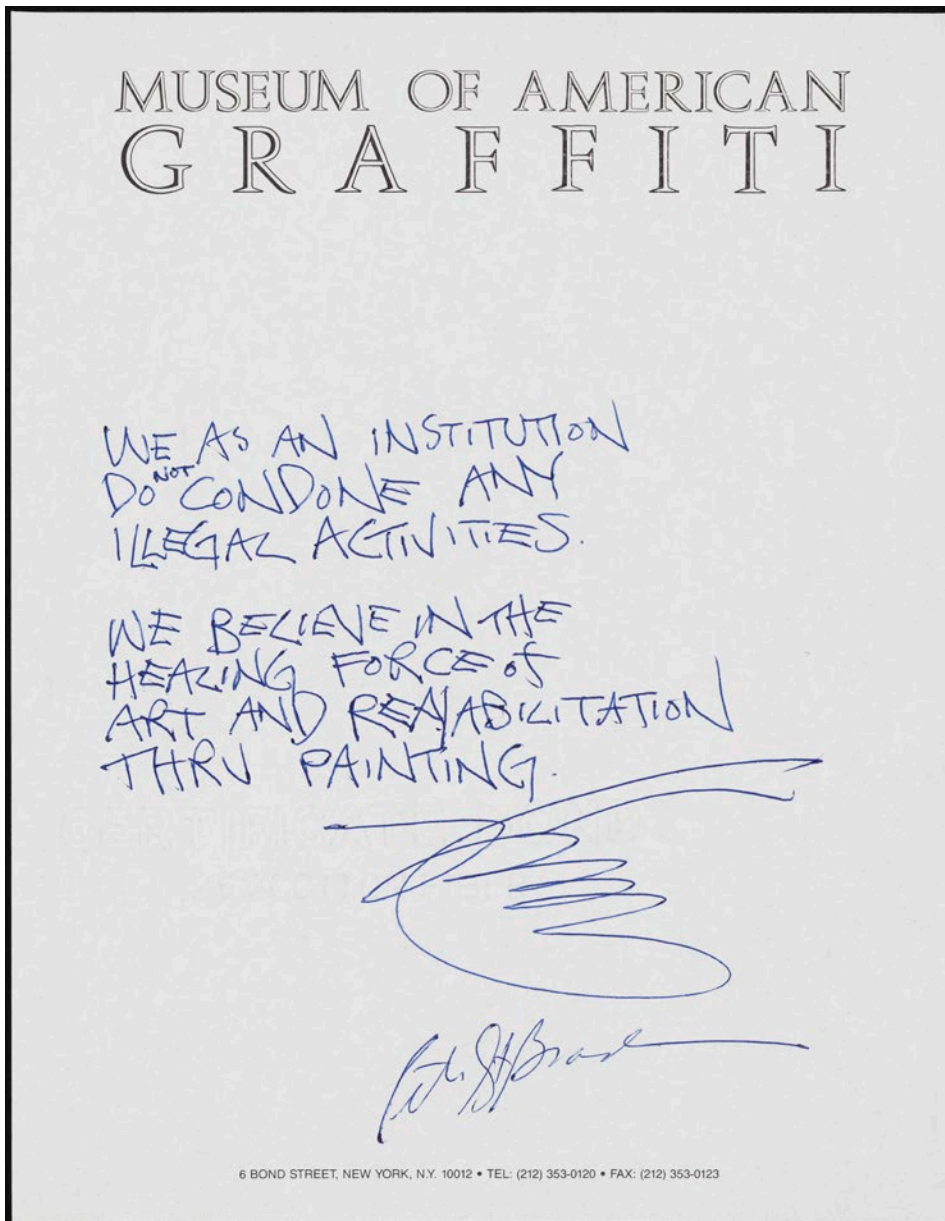 MUSEUM OF AMERICAN
GRAFFITI
WE AS AN INSTITUTION
DO NOT CONDONE ANY
ILLEGAL ACTIVITIES.
WE BELIEVE IN THE
HEALING FORCE OF
ART AND REHABILITATION
THRU PAINTING.
6 BOND STREET, NEW YORK, N.Y. 10012 • TEL: (212) 353-0120 • FAX: (212) 353-0123